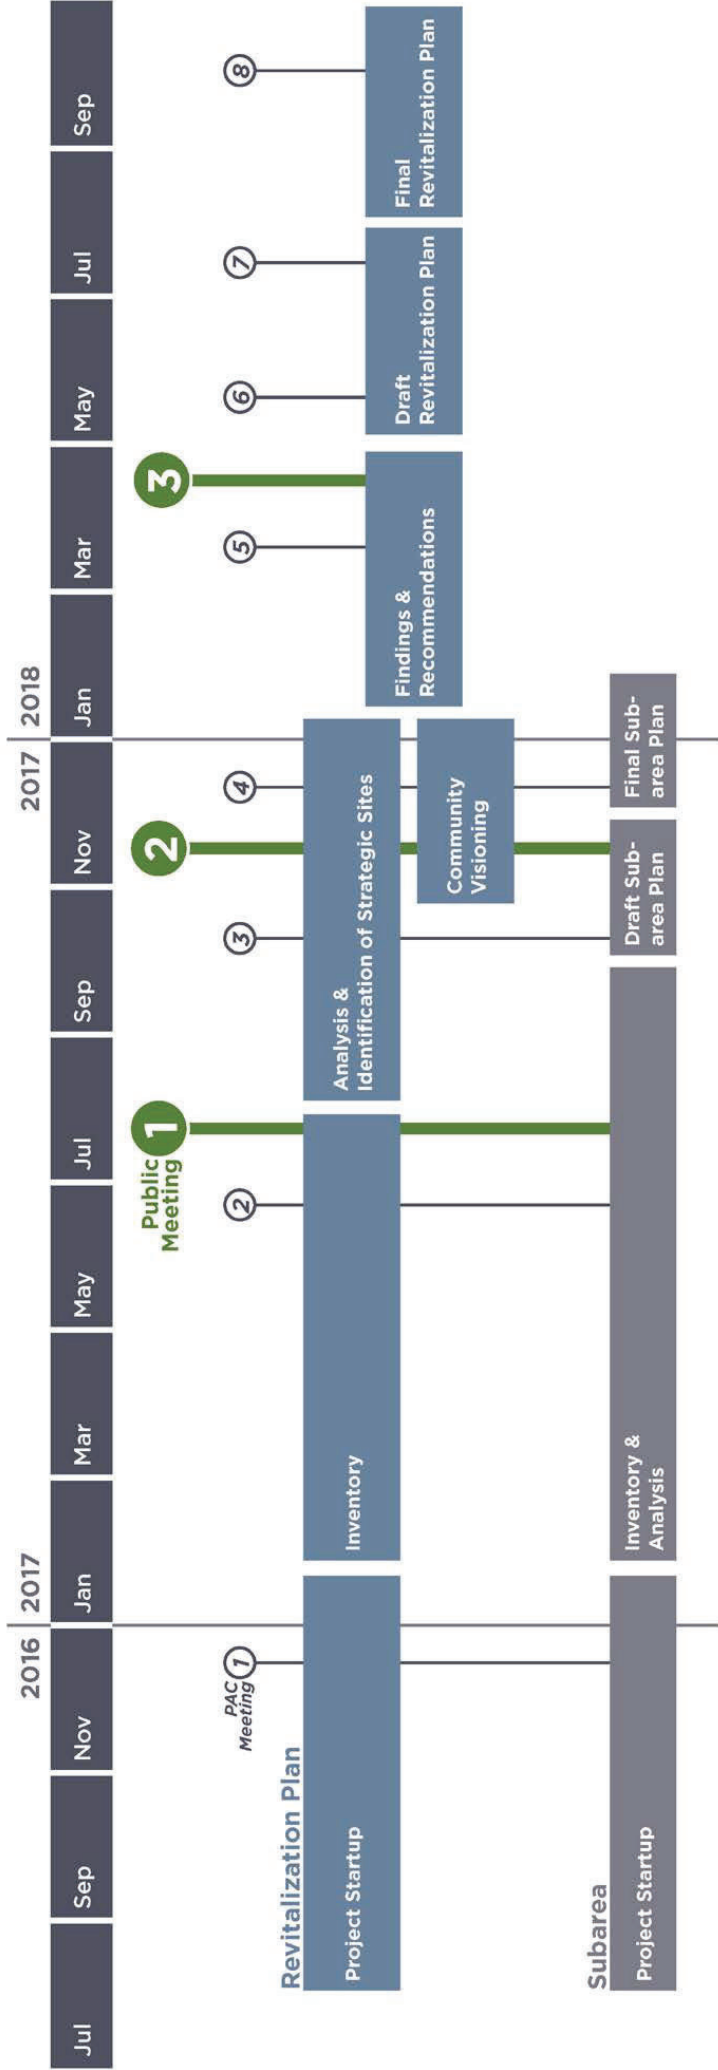 2016
2017
2017
2018
Jul
Sep
Nov
Jan
Mar
May
Jul
Sep
Nov
Jan
Mar
May
Jul
Sep
Public
Meeting
1
2
3
PAC
Meeting
1
2
3
4
5
6
7
8
Revitalization Plan
Project Startup
Inventory
Analysis &
Identification of Strategic Sites
Community
Visioning
Findings &
Recommendations
Draft
Revitalization Plan
Final
Revitalization Plan
Subarea
Project Startup
Inventory &
Analysis
Draft Sub-
area Plan
Final Sub-
area Plan